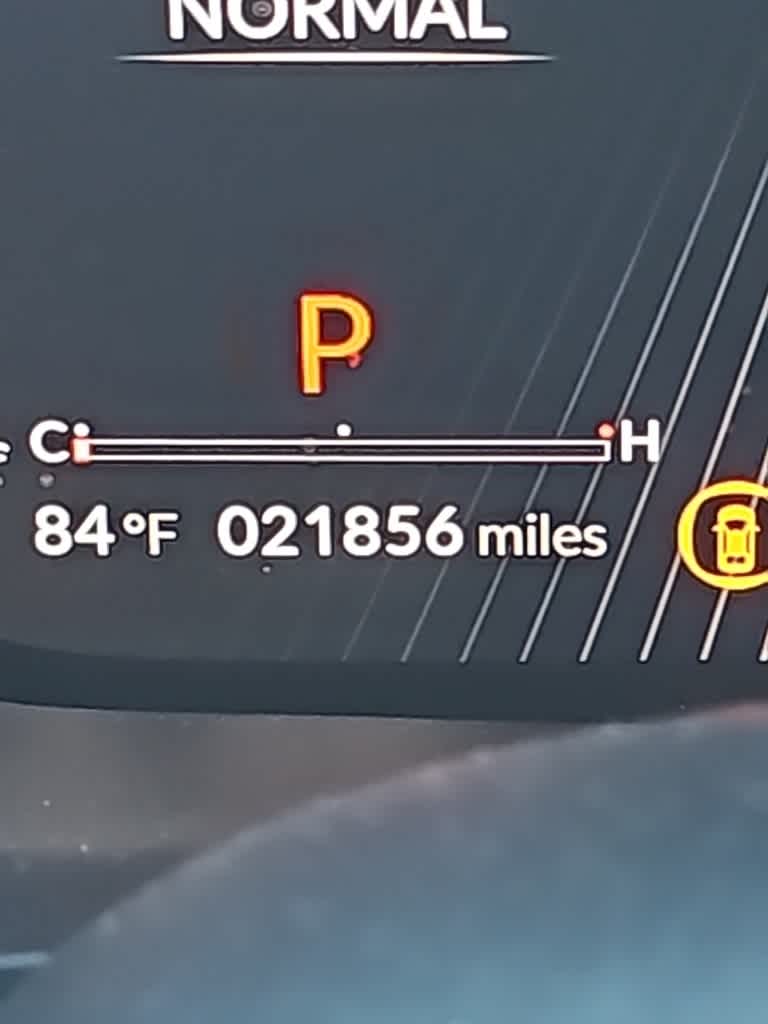 NORMAL
P
C H
84°F 021856 miles